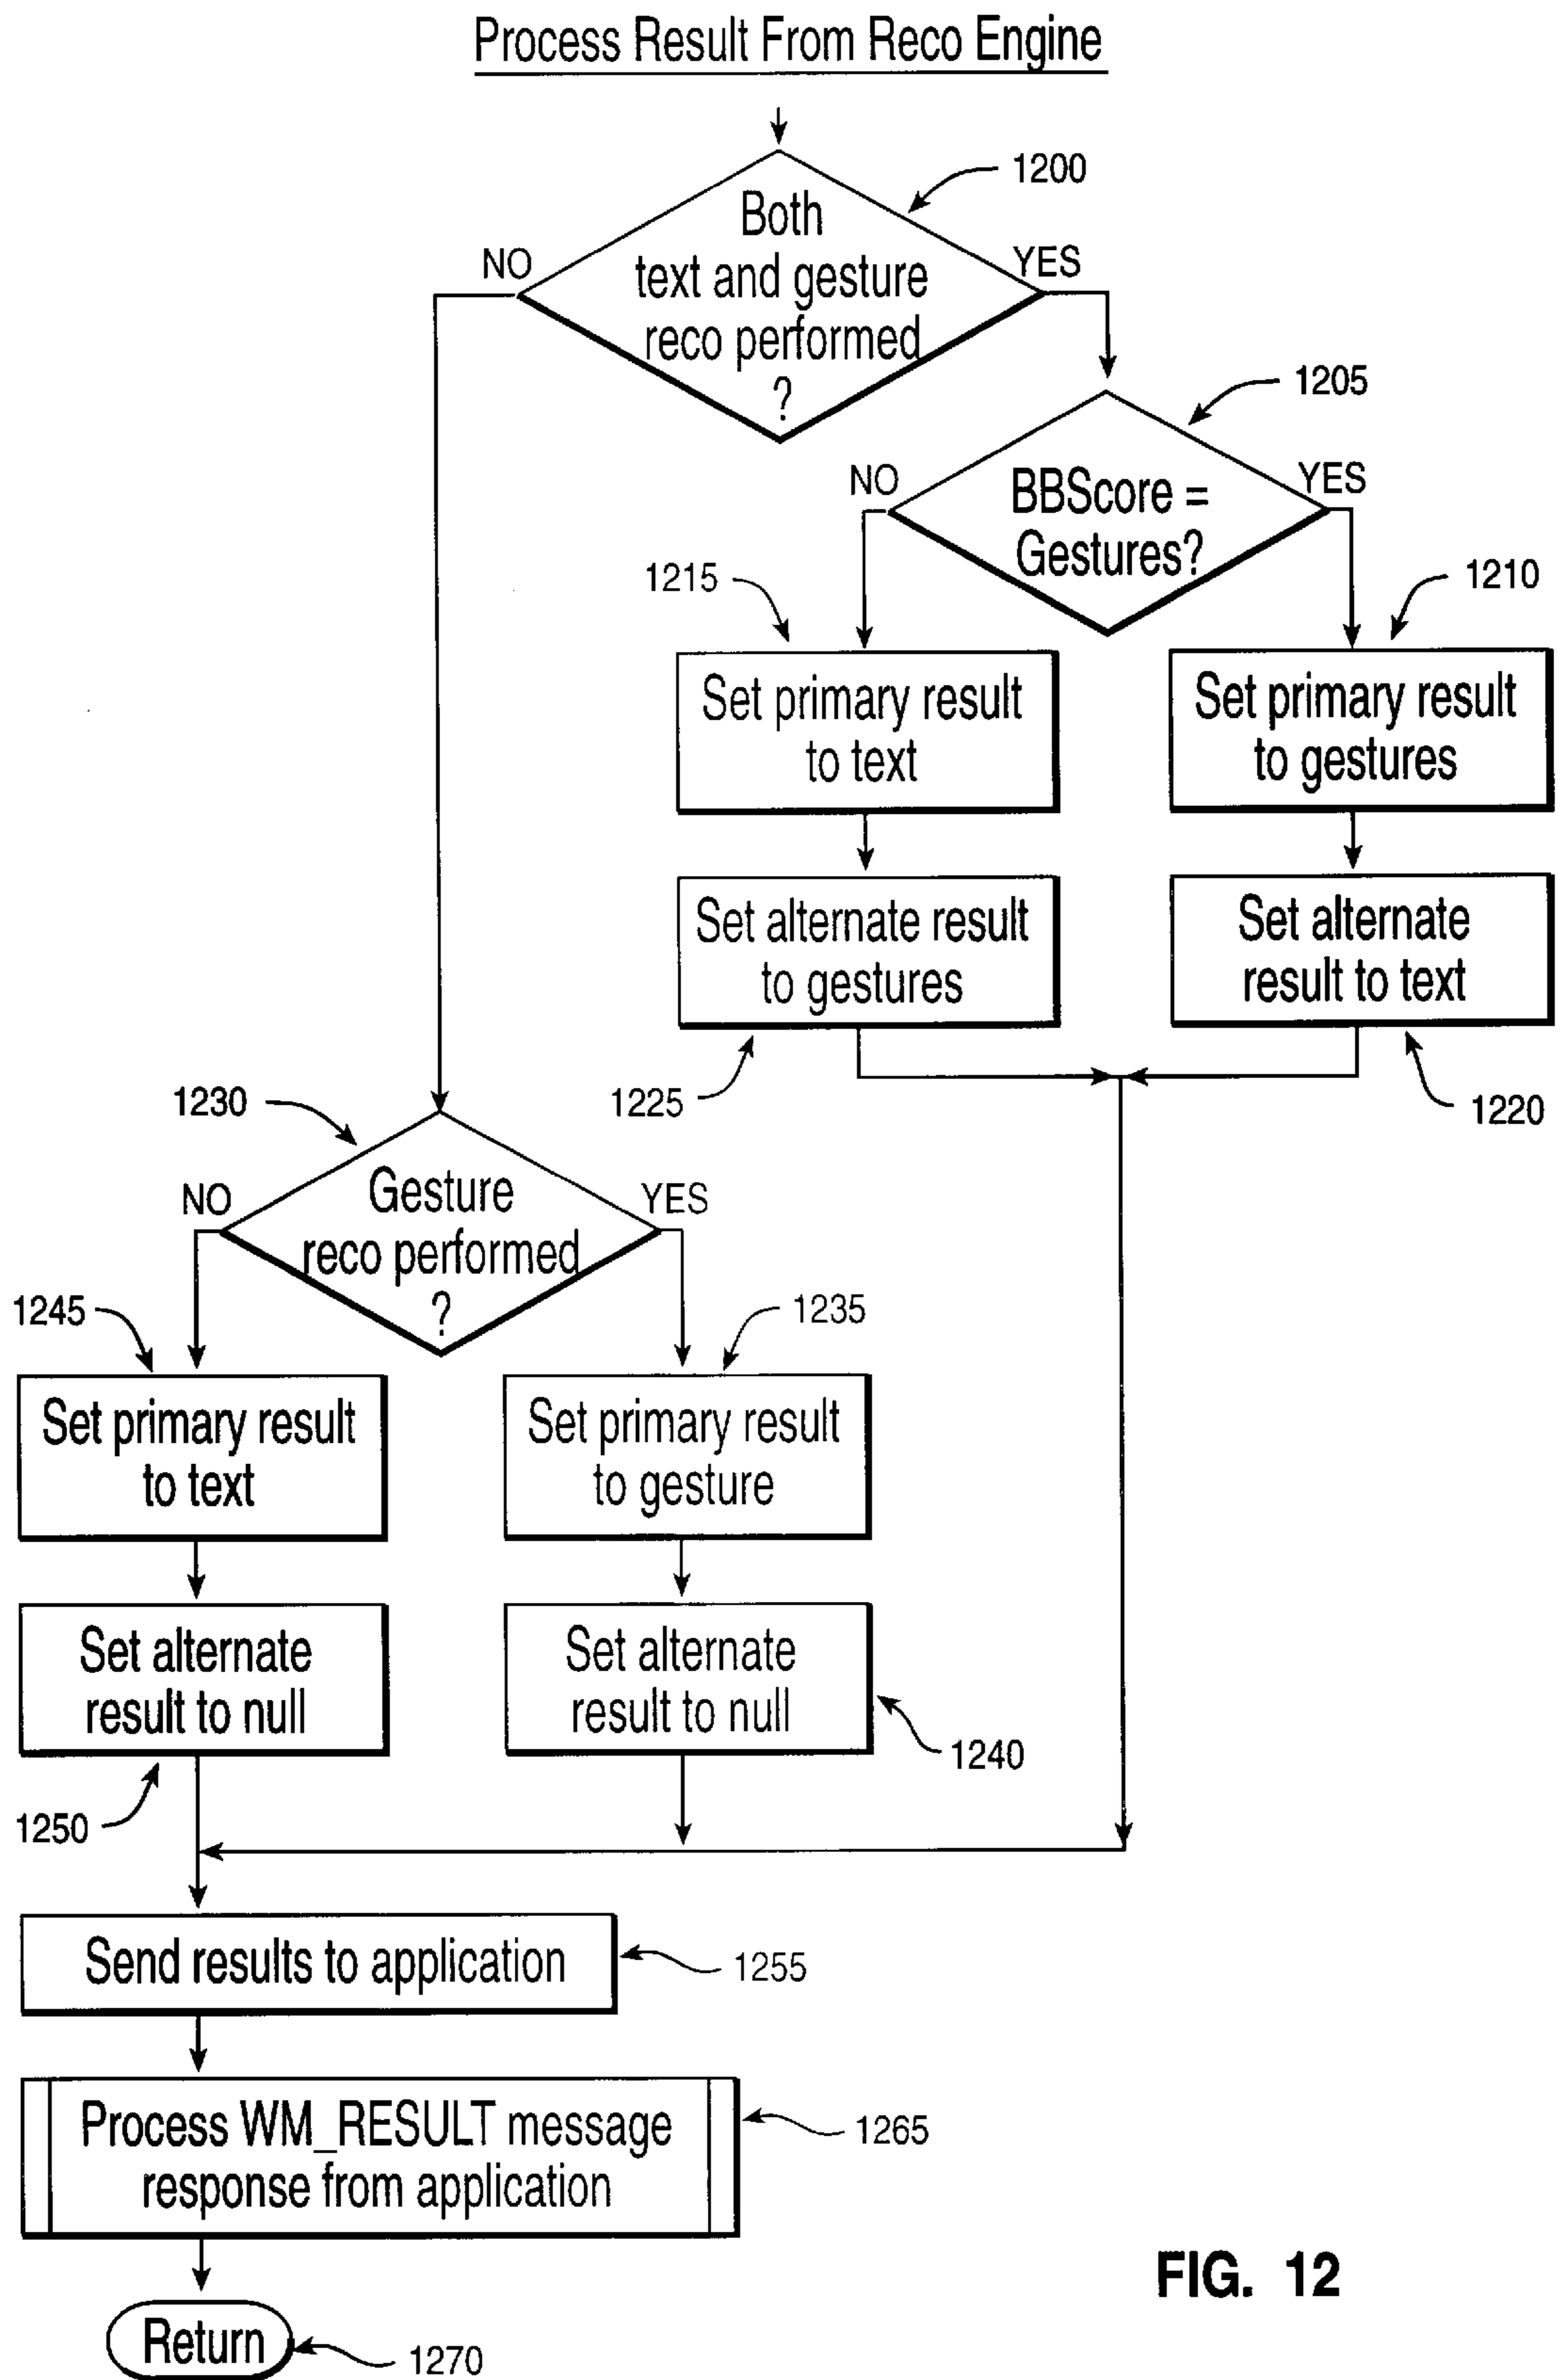 Process Result From Reco Engine
1200
Both
text and gesture
reco performed
?
NO
YES
1205
BBScore =
Gestures?
NO
YES
1215
1210
Set primary result
to text
Set primary result
to gestures
Set alternate result
to gestures
Set alternate
result to text
1225
1220
1230
Gesture
reco performed
?
NO
YES
1245
1235
Set primary result
to text
Set primary result
to gesture
Set alternate
result to null
Set alternate
result to null
1240
1250
Send results to application
1255
Process WM_RESULT message
response from application
1265
Return
1270
FIG. 12